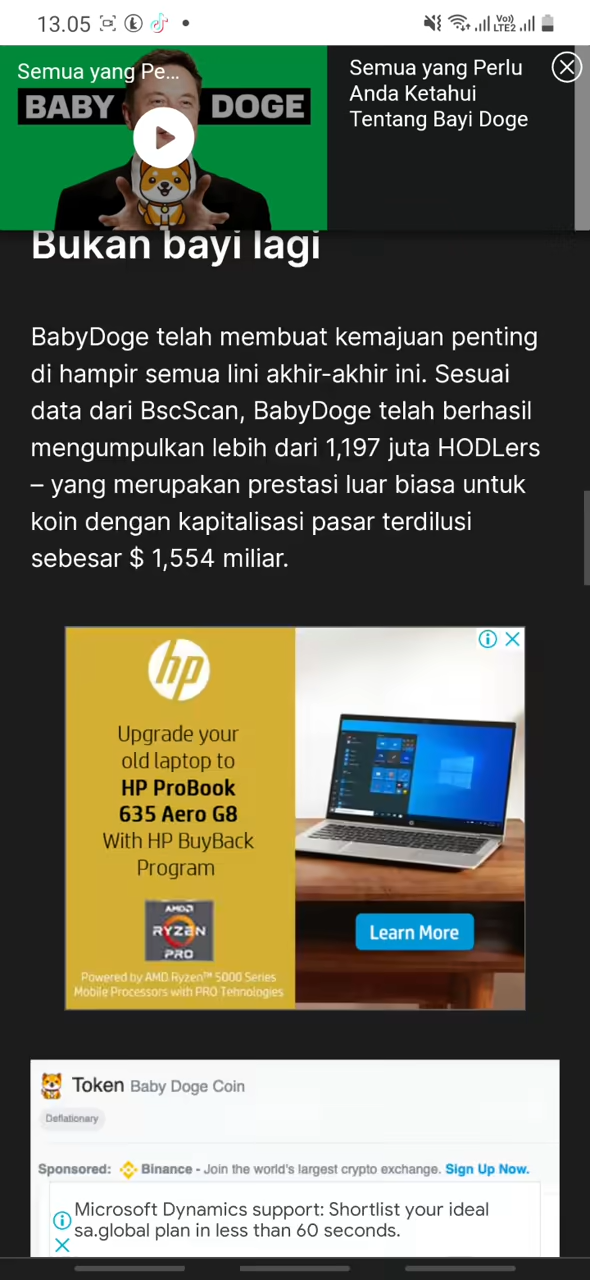 13.05
Vo))
LTE2
Semua yang Pe...
BABY DOGE
Semua yang Perlu
Anda Ketahui
Tentang Bayi Doge
Bukan bayi lagi
BabyDoge telah membuat kemajuan penting
di hampir semua lini akhir-akhir ini. Sesuai
data dari BscScan, BabyDoge telah berhasil
mengumpulkan lebih dari 1,197 juta HODLers
– yang merupakan prestasi luar biasa untuk
koin dengan kapitalisasi pasar terdilusi
sebesar $ 1,554 miliar.
hp
Upgrade your
old laptop to
HP ProBook
635 Aero G8
With HP BuyBack
Program
AMD
RYZEN
PRO
Powered by AMD Ryzen™ 5000 Series
Mobile Processors with PRO Tehnologies
Learn More
Token Baby Doge Coin
Deflationary
Sponsored: Binance - Join the world's largest crypto exchange. Sign Up Now.
Microsoft Dynamics support: Shortlist your ideal
sa.global plan in less than 60 seconds.